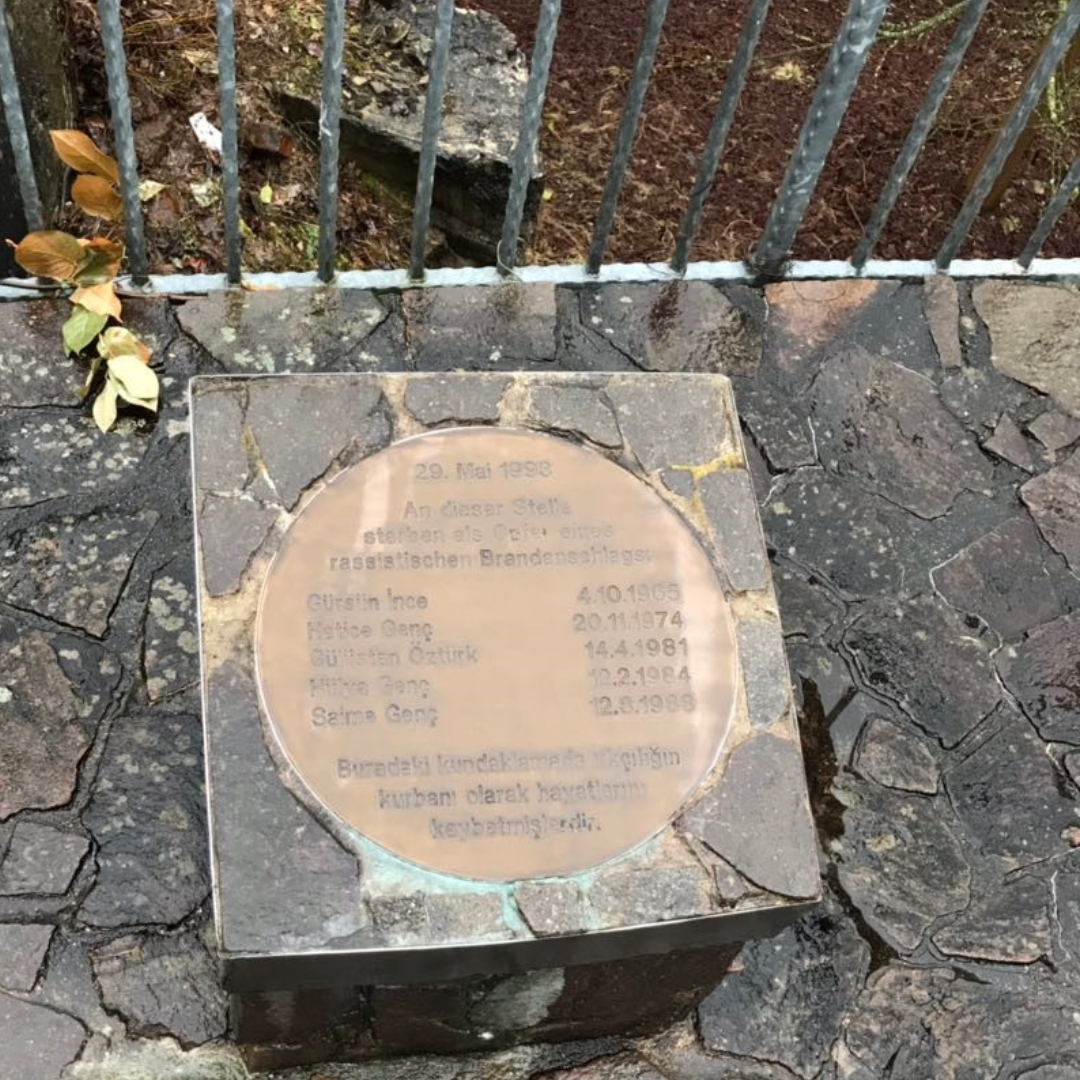 29. Mai 1993
An dieser Stelle
starben als Opfer eines
rassistischen Brandanschlags:
Gürsün İnce 4.10.1965
Hatice Genç 20.11.1974
Gülistan Öztürk 14.4.1981
Hülya Genç 12.2.1984
Saime Genç 12.8.1988
Buradaki kundaklamada ırkçılığın
kurbanı olarak hayatlarını
kaybetmişlerdir.